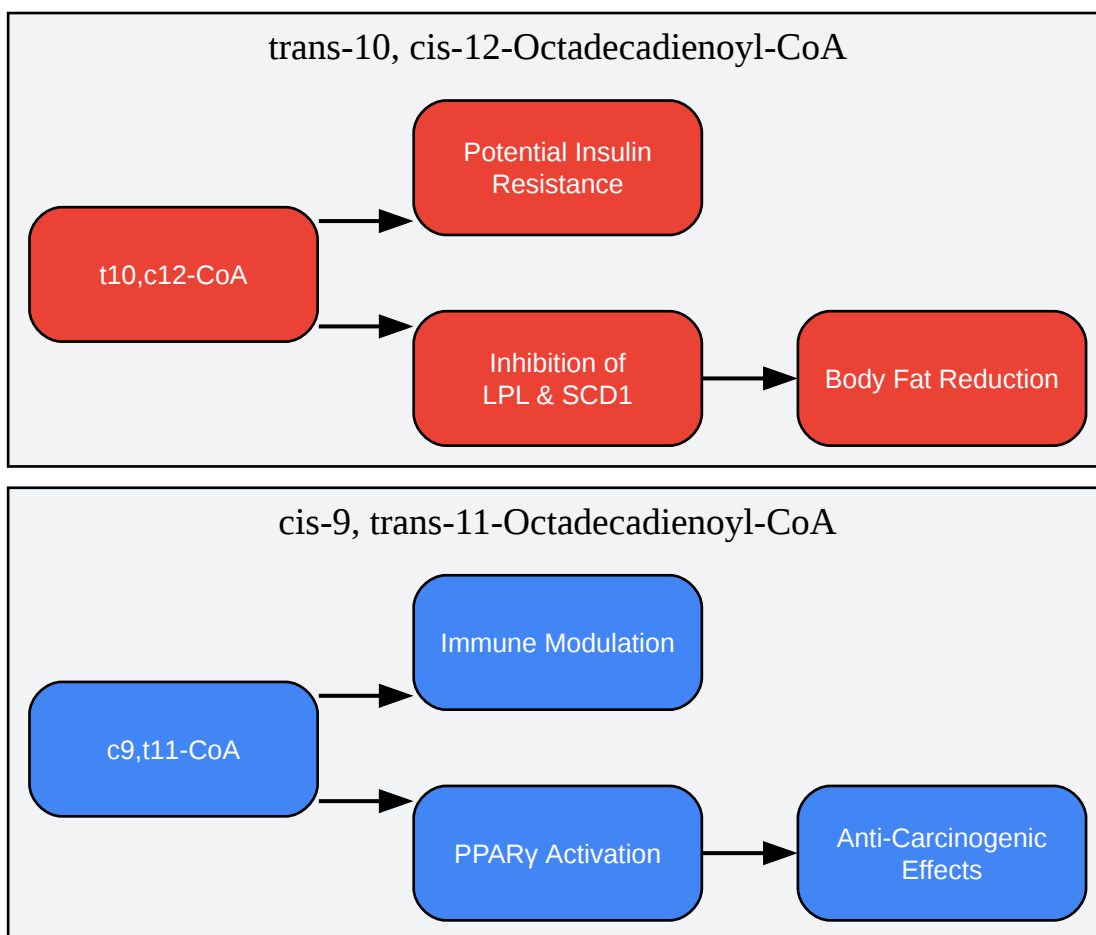 trans-10, cis-12-Octadecadienoyl-CoA
Potential Insulin
Resistance
t10,c12-CoA
Inhibition of
LPL & SCD1
Body Fat Reduction
cis-9, trans-11-Octadecadienoyl-CoA
Immune Modulation
c9,t11-CoA
PPARγ Activation
Anti-Carcinogenic
Effects